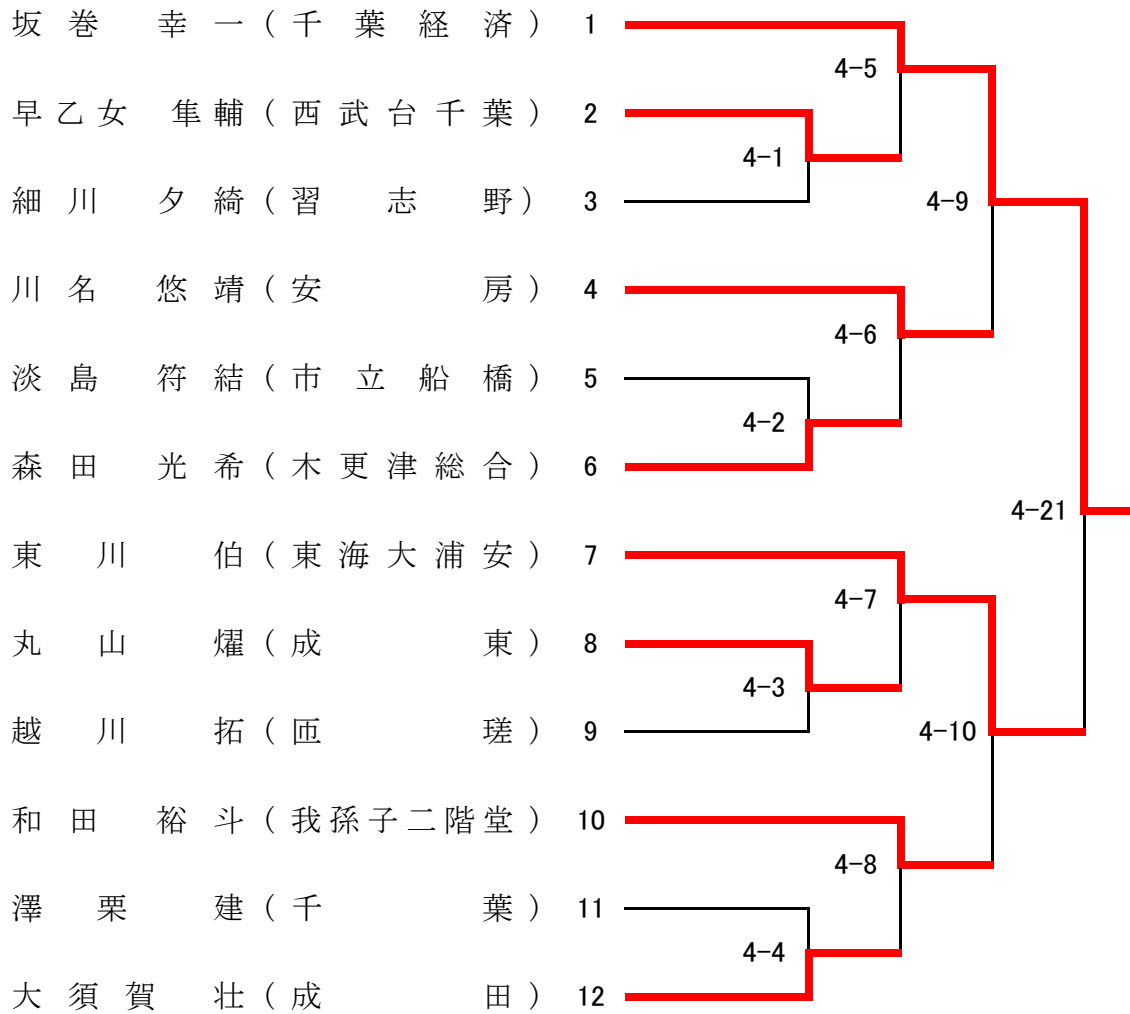 坂巻 幸一(千葉経済) 1
4-5
早乙女 隼輔(西武台千葉) 2
4-1
細川 夕綺(習志野) 3
4-9
川名 悠靖(安房) 4
4-6
淡島 符結(市立船橋) 5
4-2
森田 光希(木更津総合) 6
4-21
東川 伯(東海大浦安) 7
4-7
丸山 燿(成東) 8
4-3
越川 拓(匝瑳) 9
4-10
和田 裕斗(我孫子二階堂) 10
4-8
澤栗 建(千葉) 11
4-4
大須賀 壮(成田) 12